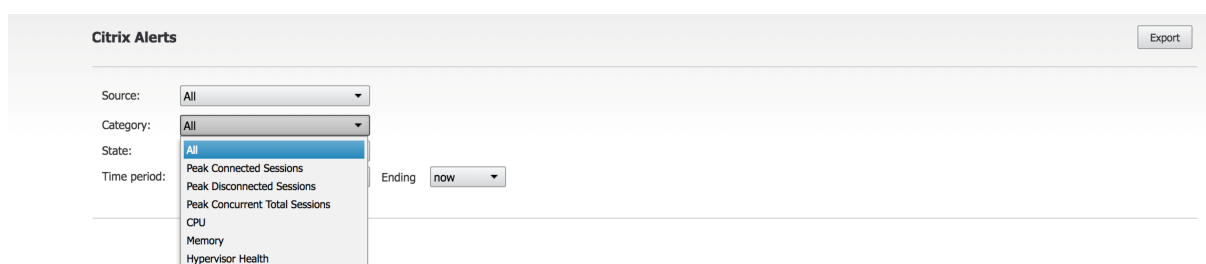 Citrix Alerts
Export
Source: All
Category: All
State: All
Peak Connected Sessions
Time period: Peak Disconnected Sessions Ending now
Peak Concurrent Total Sessions
CPU
Memory
Hypervisor Health